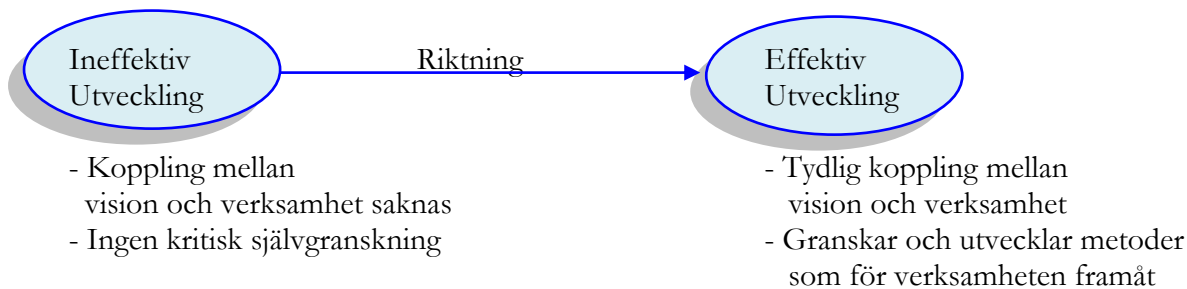 Ineffektiv
Utveckling
Riktning
Effektiv
Utveckling
- Koppling mellan
vision och verksamhet saknas
- Ingen kritisk självgranskning
- Tydlig koppling mellan
vision och verksamhet
- Granskar och utvecklar metoder
som för verksamheten framåt